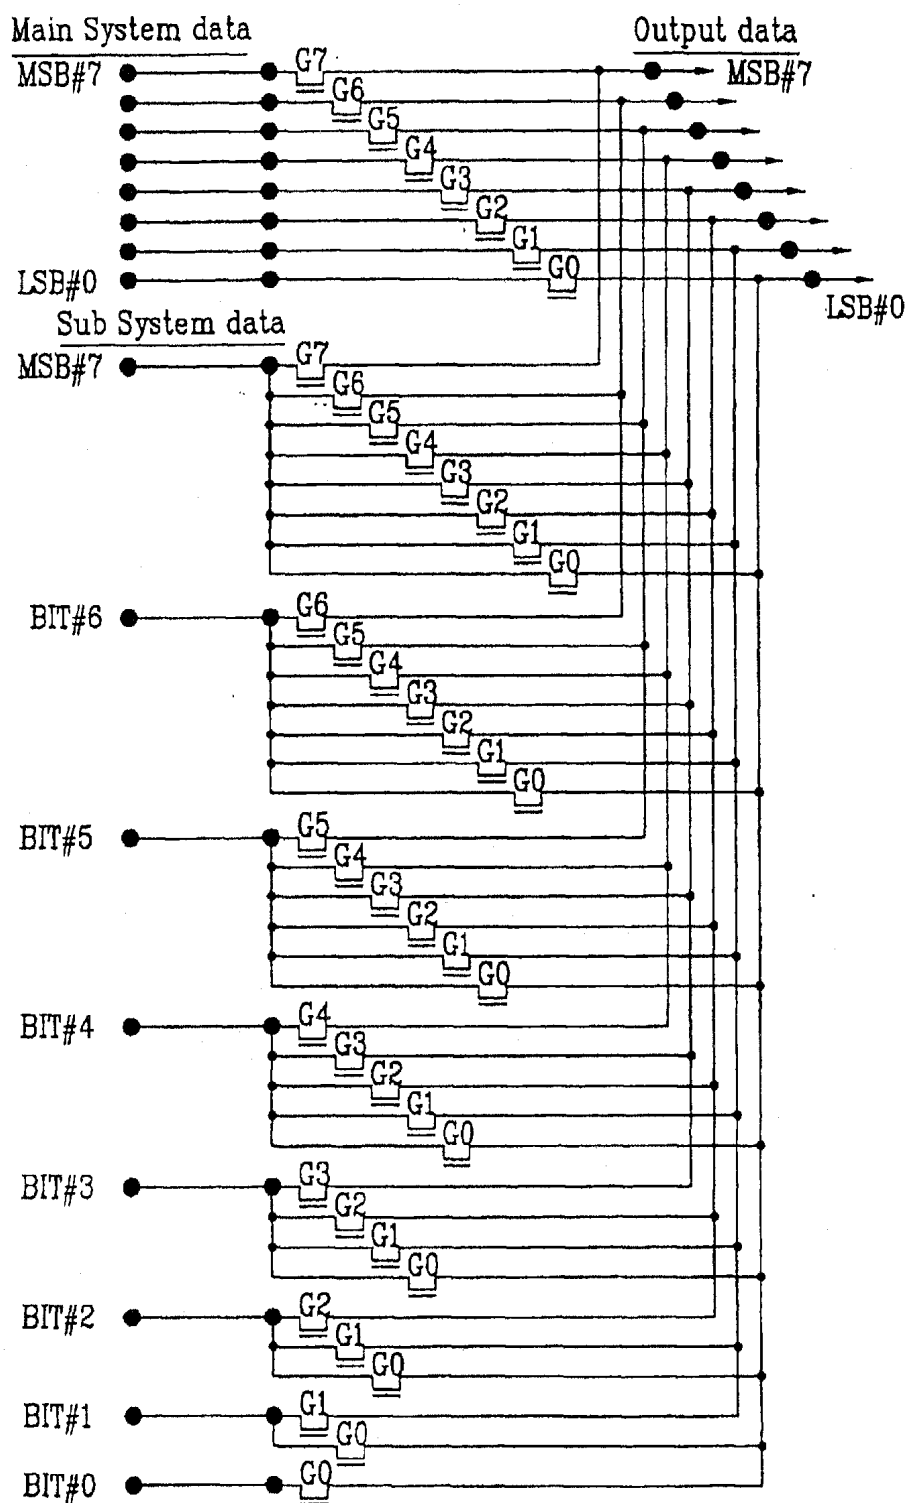 Main System data
Output data
MSB#7
G7
MSB#7
G6
G5
G4
G3
G2
G1
LSB#0
G0
LSB#0
Sub System data
MSB#7
G7
G6
G5
G4
G3
G2
G1
G0
BIT#6
G6
G5
G4
G3
G2
G1
G0
BIT#5
G5
G4
G3
G2
G1
G0
BIT#4
G4
G3
G2
G1
G0
BIT#3
G3
G2
G1
G0
BIT#2
G2
G1
G0
BIT#1
G1
G0
BIT#0
G0